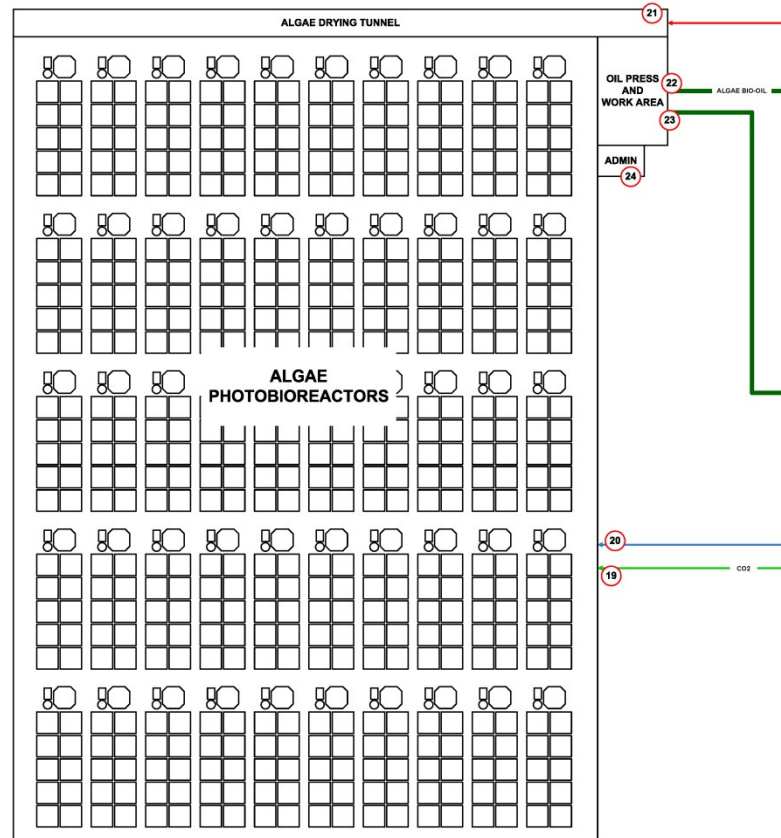 ALGAE DRYING TUNNEL
21
OIL PRESS
AND
WORK AREA
22
ALGAE BIO-OIL
23
ADMIN
24
ALGAE
PHOTOBIOREACTORS
20
19
CO2